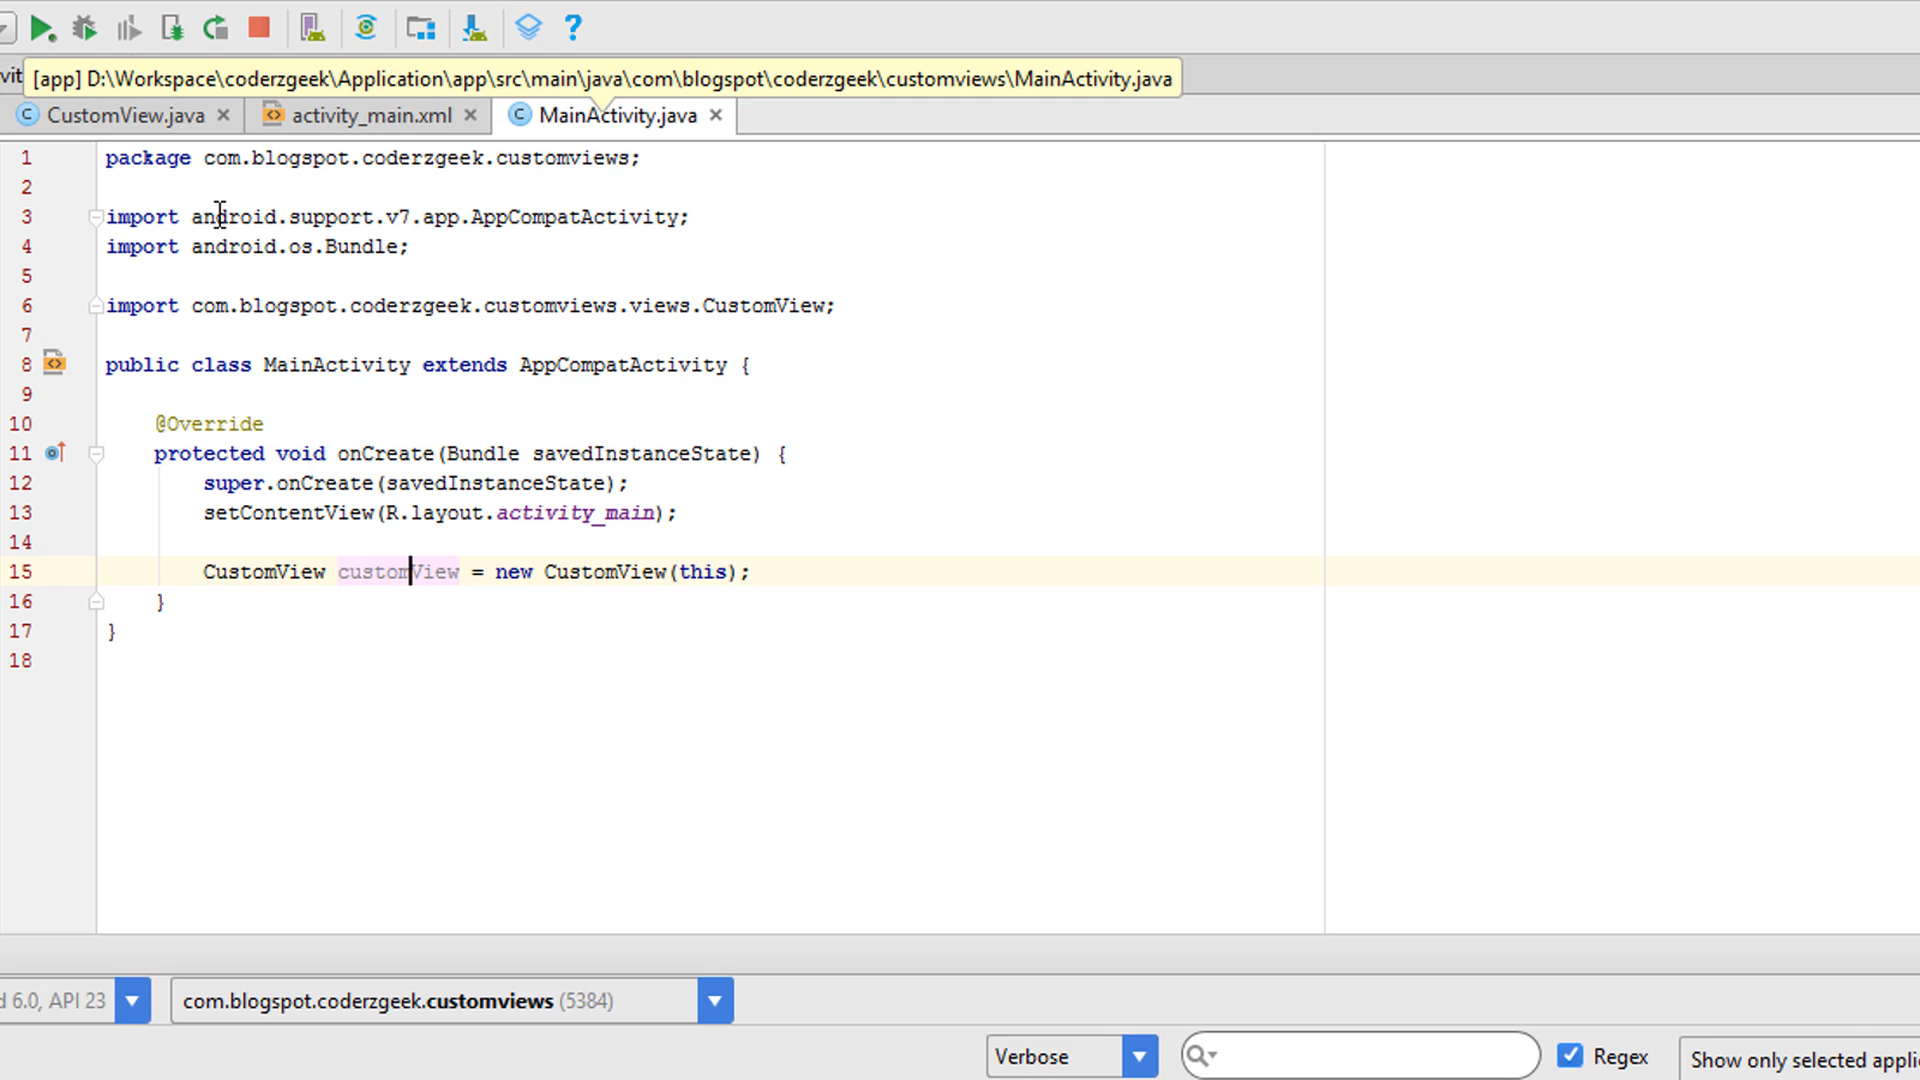 vit
[app] D:\Workspace\coderzgeek\Application\app\src\main\java\com\blogspot\coderzgeek\customviews\MainActivity.java
CustomView.java activity_main.xml MainActivity.java
1 package com.blogspot.coderzgeek.customviews;
2
3 import android.support.v7.app.AppCompatActivity;
4 import android.os.Bundle;
5
6 import com.blogspot.coderzgeek.customviews.views.CustomView;
7
8 public class MainActivity extends AppCompatActivity {
9
10 @Override
11 protected void onCreate(Bundle savedInstanceState) {
12 super.onCreate(savedInstanceState);
13 setContentView(R.layout.activity_main);
14
15 CustomView customView = new CustomView(this);
16 }
17 }
18
d 6.0, API 23 com.blogspot.coderzgeek.customviews (5384)
Verbose Regex Show only selected appli